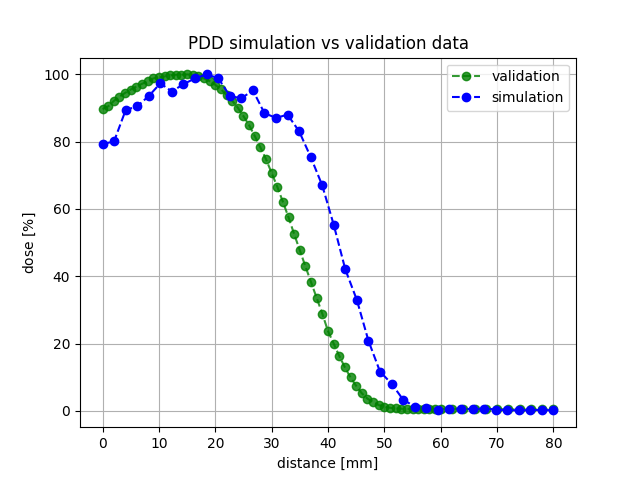 PDD simulation vs validation data
validation
simulation
dose [%]
100
80
60
40
20
0
0 10 20 30 40 50 60 70 80
distance [mm]